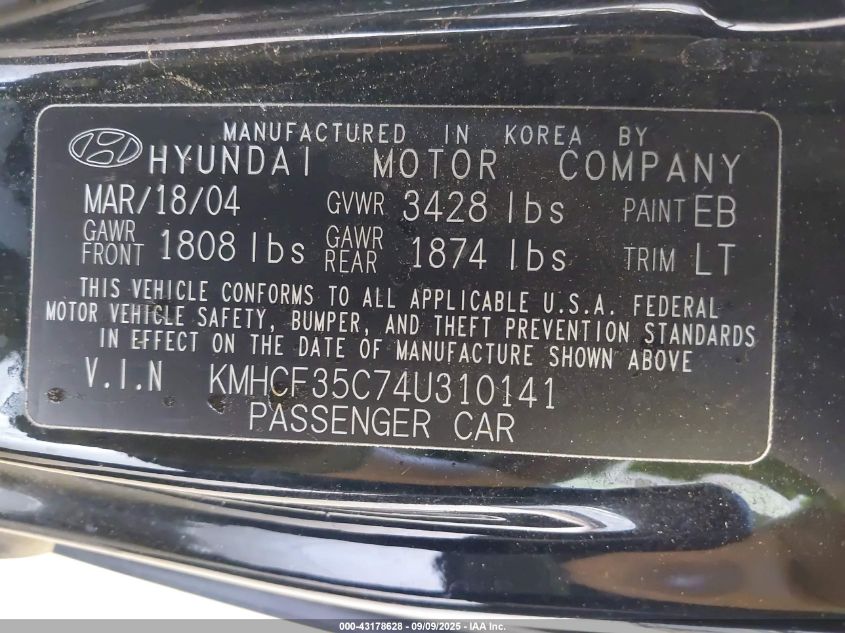 MANUFACTURED IN KOREA BY
HYUNDAI MOTOR COMPANY
MAR/18/04 GVWR 3428 lbs PAINT EB
GAWR FRONT 1808 lbs GAWR REAR 1874 lbs TRIM LT
THIS VEHICLE CONFORMS TO ALL APPLICABLE U.S.A. FEDERAL
MOTOR VEHICLE SAFETY, BUMPER, AND THEFT PREVENTION STANDARDS
IN EFFECT ON THE DATE OF MANUFACTURE SHOWN ABOVE
V.I.N KMHCF35C74U310141
PASSENGER CAR
000-43178628 - 09/09/2025 - IAA Inc.